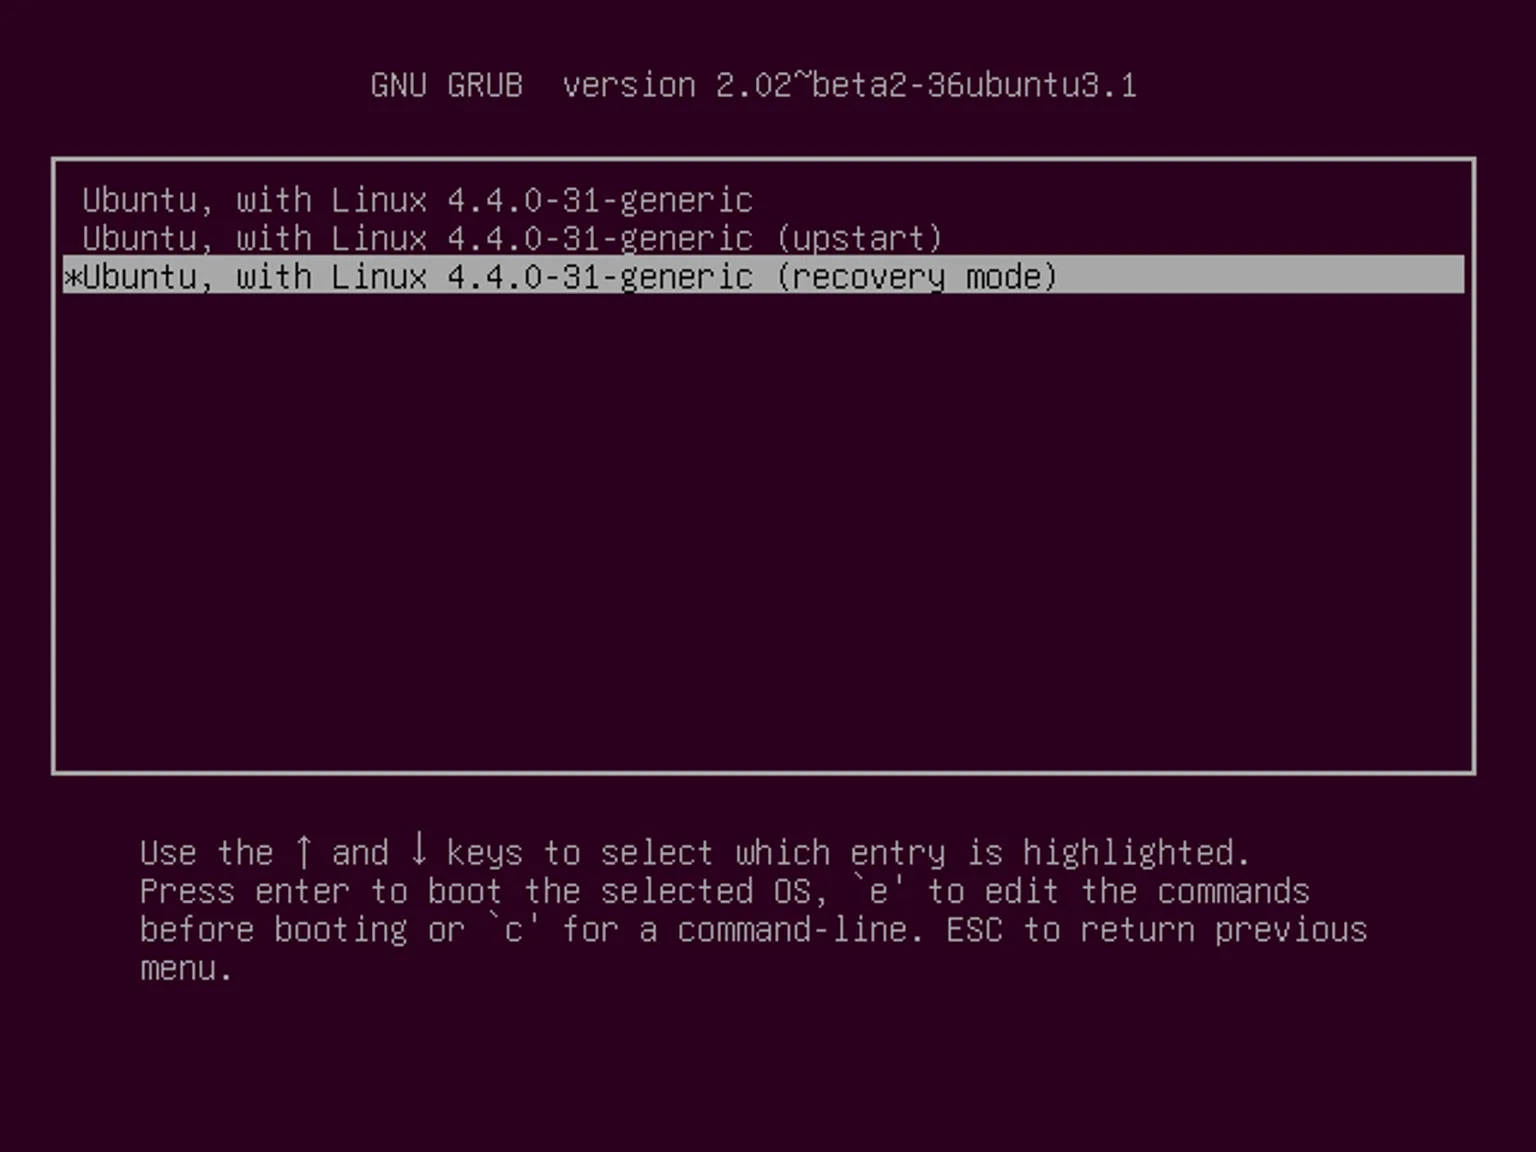 GNU GRUB  version 2.02~beta2-36ubuntu3.1
Ubuntu, with Linux 4.4.0-31-generic
Ubuntu, with Linux 4.4.0-31-generic (upstart)
*Ubuntu, with Linux 4.4.0-31-generic (recovery mode)
Use the ↑ and ↓ keys to select which entry is highlighted.
Press enter to boot the selected OS, `e' to edit the commands
before booting or `c' for a command-line. ESC to return previous
menu.